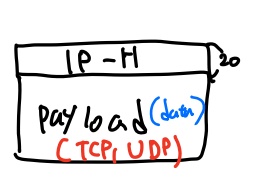 IP-H
20
payload (data)
(TCP, UDP)